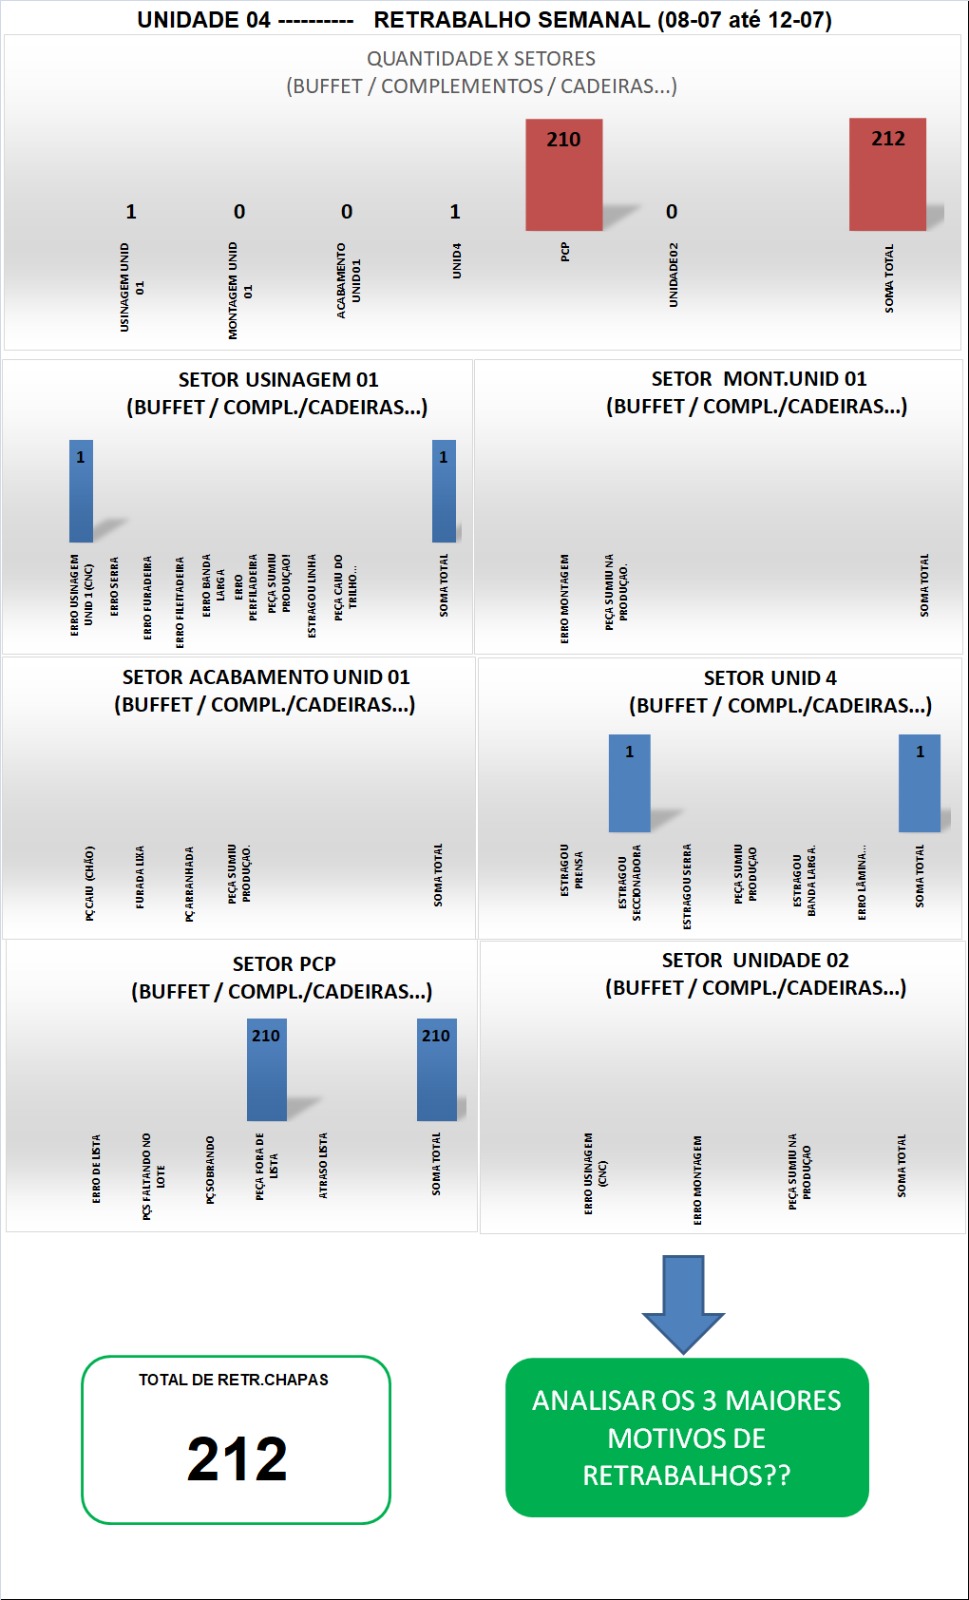 UNIDADE 04 ---------- RETRABALHO SEMANAL (08-07 até 12-07)
QUANTIDADE X SETORES
(BUFFET / COMPLEMENTOS / CADEIRAS...)
1
0
0
1
210
0
212
USINAGEM UNID
01
MONTAGEM UNID
01
ACABAMENTO
UNID01
UNID4
PCP
UNIDADE02
SOMA TOTAL
SETOR USINAGEM 01
(BUFFET / COMPL./CADEIRAS...)
1
1
ERRO USINAGEM
UNID 1 (CNC)
ERRO SERRA
ERRO FURADEIRA
ERRO FILEITADEIRA
ERRO BANDA
LARGA
ERRO
PERFILADEIRA
PEÇA SUMIU
PRODUÇAO!
ESTRAGOU LINHA
PEÇA CAIU DO
TRILHO...
SOMA TOTAL
SETOR MONT.UNID 01
(BUFFET / COMPL./CADEIRAS...)
ERRO MONTAGEM
PEÇA SUMIU NA
PRODUÇAO.
SOMA TOTAL
SETOR ACABAMENTO UNID 01
(BUFFET / COMPL./CADEIRAS...)
PÇ CAIU (CHÃO)
FURADA LIXA
PÇ ARRANHADA
PEÇA SUMIU
PRODUÇAO.
SOMA TOTAL
SETOR UNID 4
(BUFFET / COMPL./CADEIRAS...)
1
1
ESTRAGOU
PRENSA
ESTRAGOU
SECCIONADORA
ESTRAGOU SERRA
PEÇA SUMIU
PRODUÇAO
ESTRAGOU
BANDA LARGA.
ERRO LÂMINA...
SOMA TOTAL
SETOR PCP
(BUFFET / COMPL./CADEIRAS...)
210
210
ERRO DE LISTA
PÇS FALTANDO NO
LOTE
PÇ SOBRANDO
PEÇA FORA DE
LISTA
ATRASO LISTA
SOMA TOTAL
SETOR UNIDADE 02
(BUFFET / COMPL./CADEIRAS...)
ERRO USINAGEM
(CNC)
ERRO MONTAGEM
PEÇA SUMIU NA
PRODUÇAO
SOMA TOTAL
TOTAL DE RETR.CHAPAS
212
ANALISAR OS 3 MAIORES
MOTIVOS DE
RETRABALHOS??